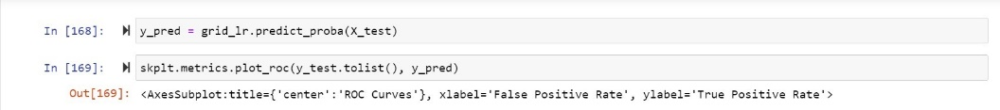 In [168]: y_pred = grid_lr.predict_proba(X_test)
In [169]: skplt.metrics.plot_roc(y_test.tolist(), y_pred)
Out[169]: <AxesSubplot:title={'center':'ROC Curves'}, xlabel='False Positive Rate', ylabel='True Positive Rate'>